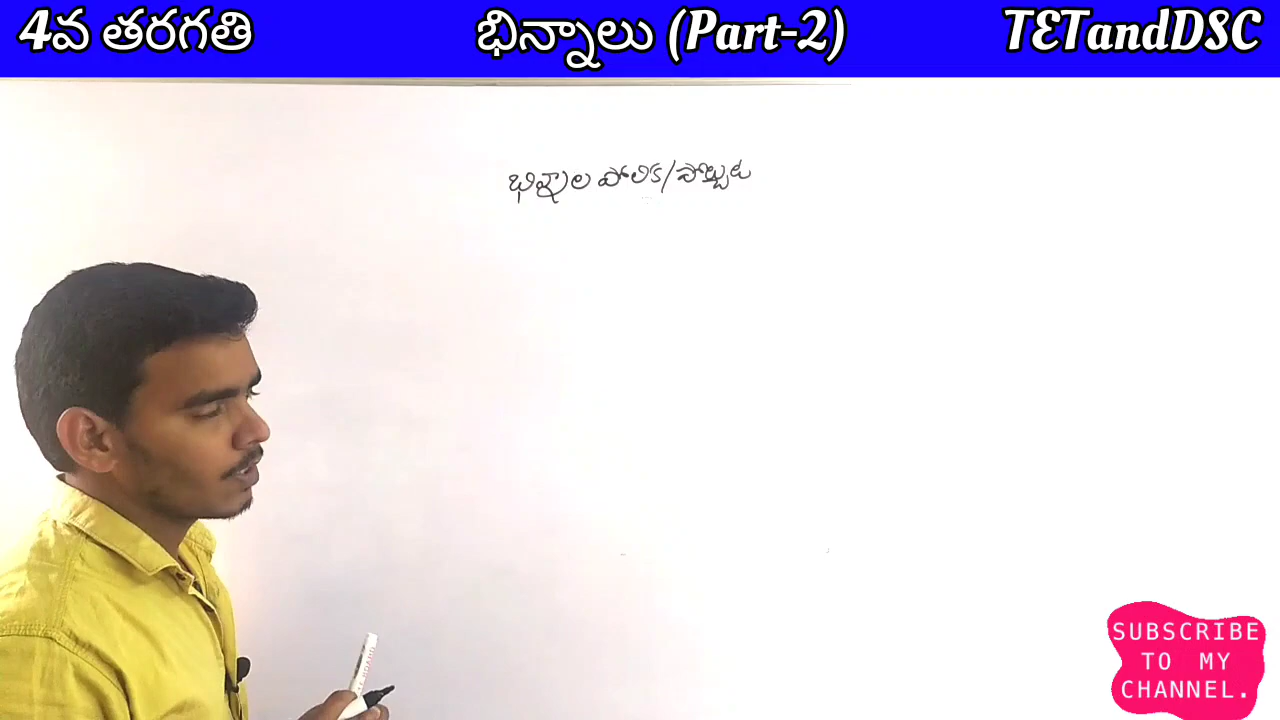 4వ తరగతి
భిన్నాలు (Part-2)
TETandDSC
భిన్నాల పోలిక/పోల్చుట
SUBSCRIBE
TO MY
CHANNEL.